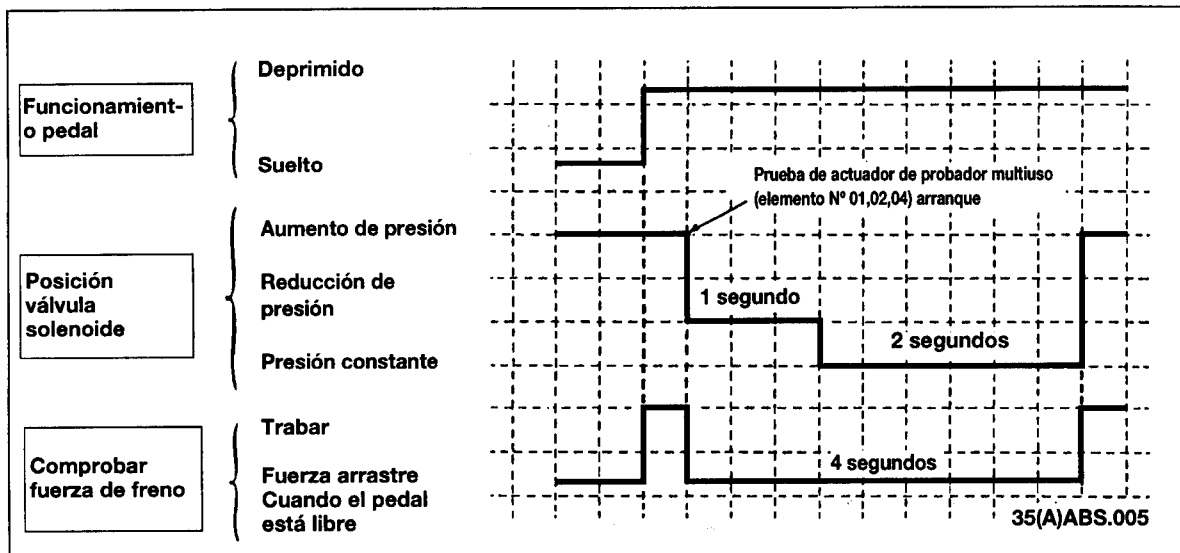 Funcionamient-
o pedal
Deprimido
Suelto
Prueba de actuador de probador multiuso
(elemento Nº 01,02,04) arranque
Posición
válvula
solenoide
Aumento de presión
Reducción de
presión
Presión constante
1 segundo
2 segundos
Comprobar
fuerza de freno
Trabar
Fuerza arrastre
Cuando el pedal
está libre
4 segundos
35(A)ABS.005